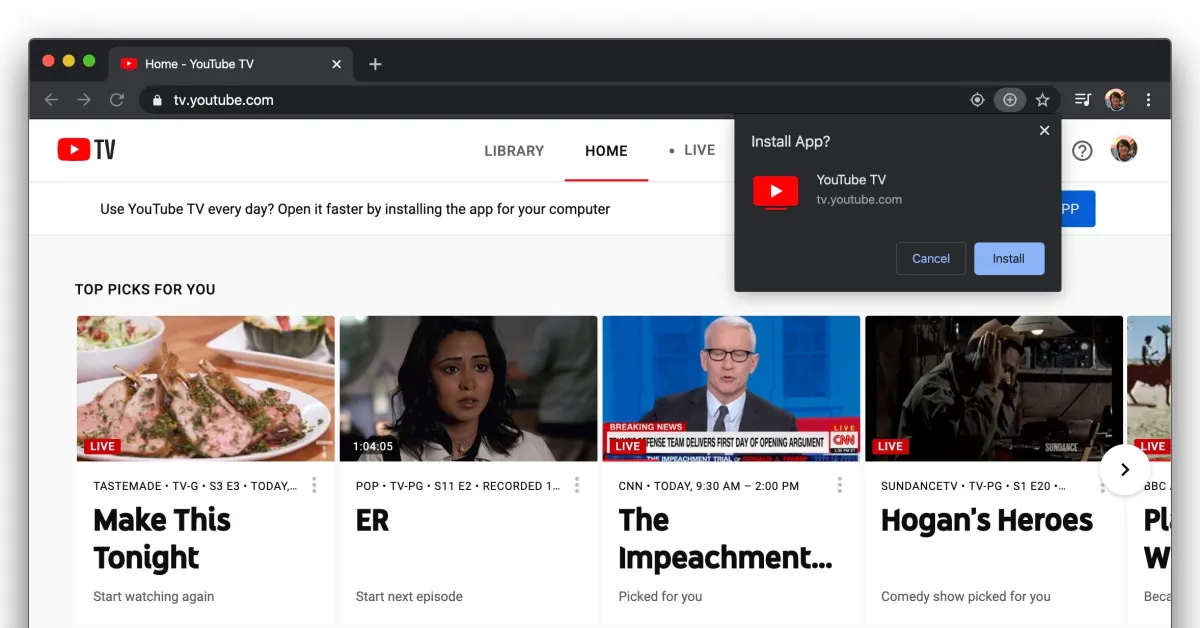 Home - YouTube TV
tv.youtube.com
TV
LIBRARY
HOME
• LIVE
Install App?
YouTube TV
tv.youtube.com
Cancel
Install
Use YouTube TV every day? Open it faster by installing the app for your computer
PP
TOP PICKS FOR YOU
LIVE
1:04:05
BREAKING NEWS
LIVE
FENSE TEAM DELIVERS FIRST DAY OF OPENING ARGUMENT
LIVE
CNN
THE IMPEACHMENT TRIAL OF DONALD J. TRUMP
LIVE
SUNDANCE
LIVE
TASTEMADE • TV-G • S3 E3 • TODAY,...
Make This
Tonight
Start watching again
POP • TV-PG • S11 E2 • RECORDED 1...
ER
Start next episode
CNN • TODAY, 9:30 AM – 2:00 PM
The
Impeachment...
Picked for you
SUNDANCETV • TV-PG • S1 E20 •...
Hogan's Heroes
Comedy show picked for you
BBC
Pl
W
Beca